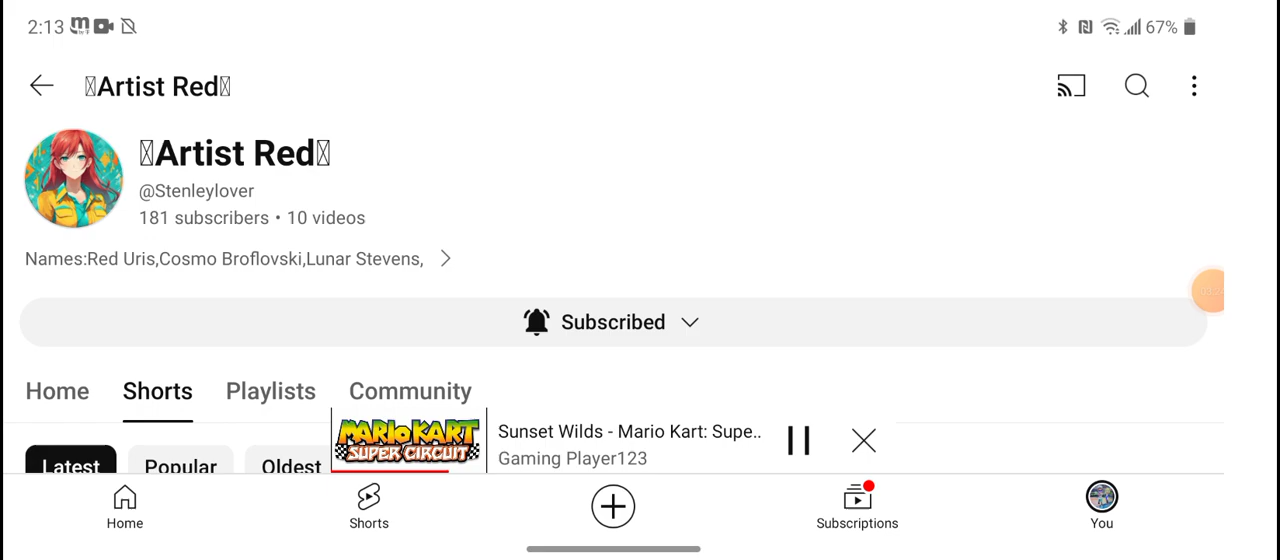 2:13
67%
Artist Red
Artist Red
@Stenleylover
181 subscribers • 10 videos
Names:Red Uris,Cosmo Broflovski,Lunar Stevens,
Subscribed
Home Shorts Playlists Community
Latest Popular Oldest
MARIO KART
SUPER CIRCUIT
Sunset Wilds - Mario Kart: Supe..
Gaming Player123
Home Shorts Subscriptions You